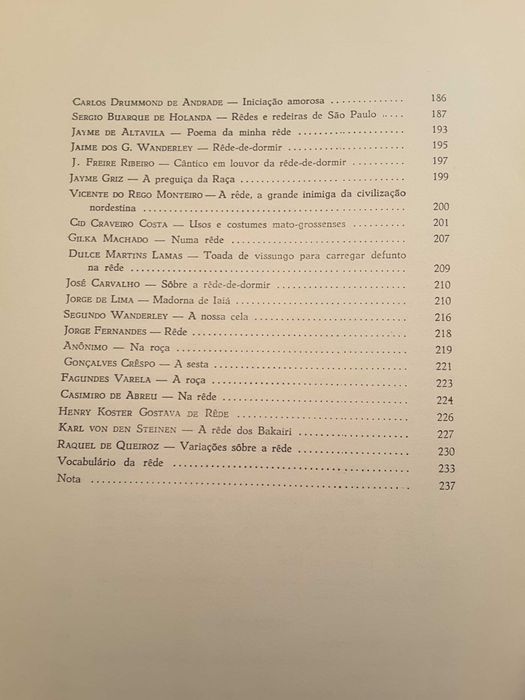 CARLOS DRUMMOND DE ANDRADE — Iniciação amorosa .............. 186
SERGIO BUARQUE DE HOLANDA — Rêdes e redeiras de São Paulo .... 187
JAYME DE ALTAVILA — Poema da minha rêde .................... 193
JAIME DOS G. WANDERLEY — Rêde-de-dormir ...................... 195
J. FREIRE RIBEIRO — Cântico em louvor da rêde-de-dormir .......... 197
JAYME GRIZ — A preguiça da Raça ............................... 199
VICENTE DO REGO MONTEIRO — A rêde, a grande inimiga da civilização
nordestina .................................................. 200
CID CRAVEIRO COSTA — Usos e costumes mato-grossenses .......... 201
GILKA MACHADO — Numa rêde ................................. 207
DULCE MARTINS LAMAS — Toada de vissungo para carregar defunto
na rêde .................................................... 209
JOSÉ CARVALHO — Sôbre a rêde-de-dormir ........................ 210
JORGE DE LIMA — Madorna de Iaiá ............................... 210
SEGUNDO WANDERLEY — A nossa cela ............................. 216
JORGE FERNANDES — Rêde ........................................ 218
ANÔNIMO — Na roça ............................................. 219
GONÇALVES CRÊSPO — A sesta .................................... 221
FAGUNDES VARELA — A roça ...................................... 223
CASIMIRO DE ABREU — Na rêde ................................... 224
HENRY KOSTER GOSTAVA DE RÊDE ................................ 226
KARL VON DEN STEINEN — A rêde dos Bakairi ..................... 227
RAQUEL DE QUEIROZ — Variações sôbre a rêde .................... 230
Vocabulário da rêde ............................................ 233
Nota .......................................................... 237